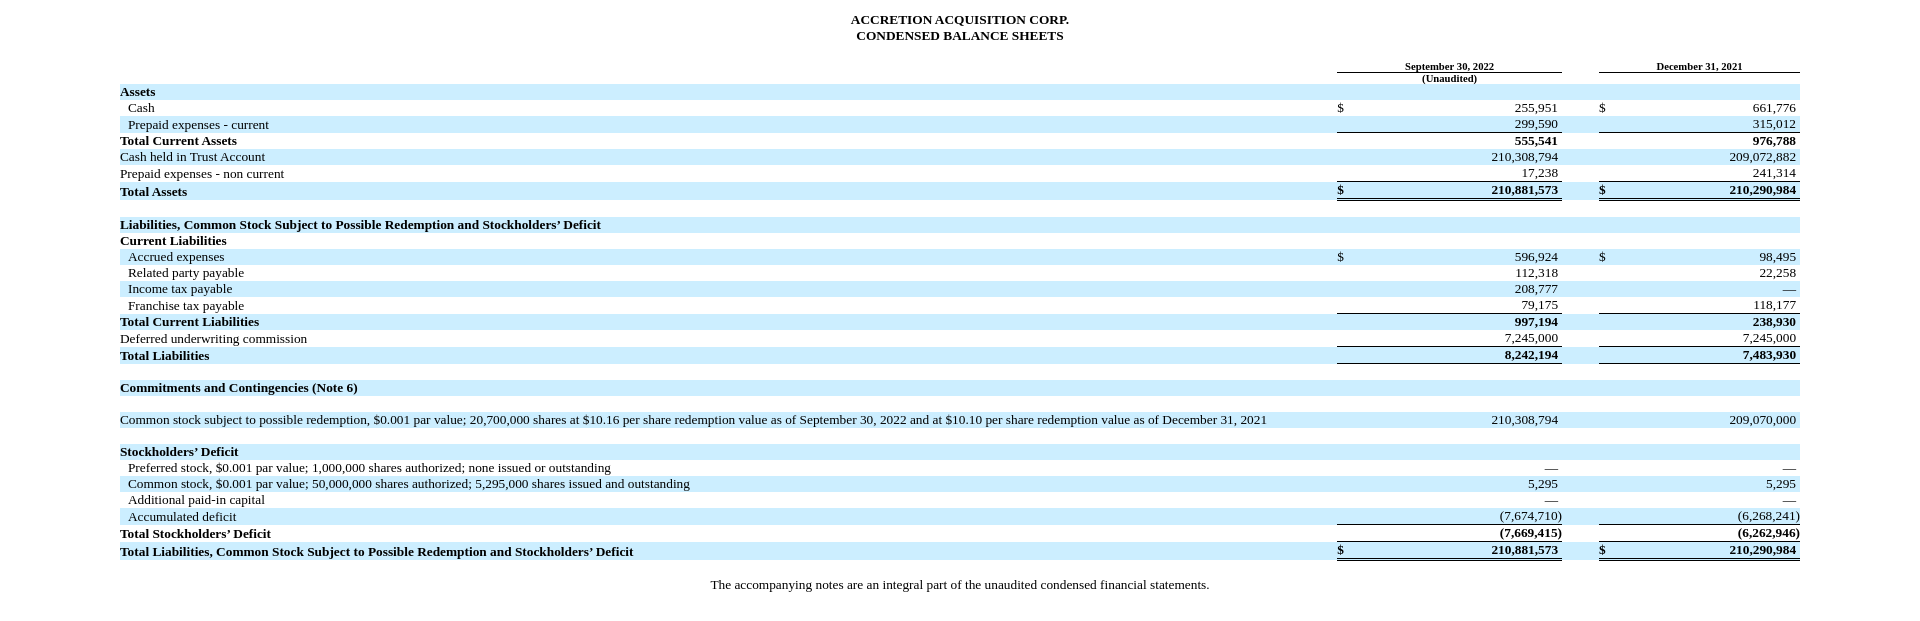 ACCRETION ACQUISITION CORP.
CONDENSED BALANCE SHEETS
September 30, 2022 December 31, 2021
(Unaudited)
Assets
Cash $ 255,951 $ 661,776
Prepaid expenses - current 299,590 315,012
Total Current Assets 555,541 976,788
Cash held in Trust Account 210,308,794 209,072,882
Prepaid expenses - non current 17,238 241,314
Total Assets $ 210,881,573 $ 210,290,984
Liabilities, Common Stock Subject to Possible Redemption and Stockholders’ Deficit
Current Liabilities
Accrued expenses $ 596,924 $ 98,495
Related party payable 112,318 22,258
Income tax payable 208,777 —
Franchise tax payable 79,175 118,177
Total Current Liabilities 997,194 238,930
Deferred underwriting commission 7,245,000 7,245,000
Total Liabilities 8,242,194 7,483,930
Commitments and Contingencies (Note 6)
Common stock subject to possible redemption, $0.001 par value; 20,700,000 shares at $10.16 per share redemption value as of September 30, 2022 and at $10.10 per share redemption value as of December 31, 2021 210,308,794 209,070,000
Stockholders’ Deficit
Preferred stock, $0.001 par value; 1,000,000 shares authorized; none issued or outstanding — —
Common stock, $0.001 par value; 50,000,000 shares authorized; 5,295,000 shares issued and outstanding 5,295 5,295
Additional paid-in capital — —
Accumulated deficit (7,674,710) (6,268,241)
Total Stockholders’ Deficit (7,669,415) (6,262,946)
Total Liabilities, Common Stock Subject to Possible Redemption and Stockholders’ Deficit $ 210,881,573 $ 210,290,984
The accompanying notes are an integral part of the unaudited condensed financial statements.